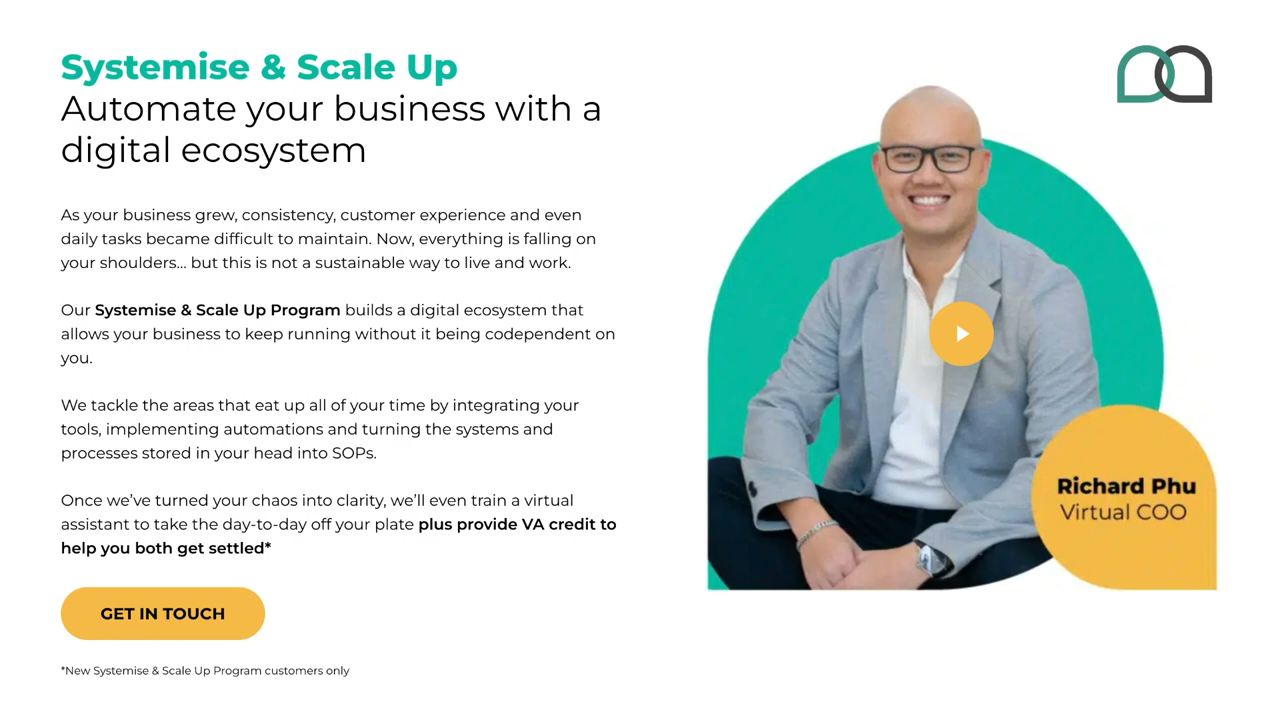 Systemise & Scale Up
Automate your business with a
digital ecosystem
As your business grew, consistency, customer experience and even
daily tasks became difficult to maintain. Now, everything is falling on
your shoulders... but this is not a sustainable way to live and work.
Our Systemise & Scale Up Program builds a digital ecosystem that
allows your business to keep running without it being codependent on
you.
We tackle the areas that eat up all of your time by integrating your
tools, implementing automations and turning the systems and
processes stored in your head into SOPs.
Once we’ve turned your chaos into clarity, we’ll even train a virtual
assistant to take the day-to-day off your plate plus provide VA credit to
help you both get settled*
GET IN TOUCH
*New Systemise & Scale Up Program customers only
Richard Phu
Virtual COO